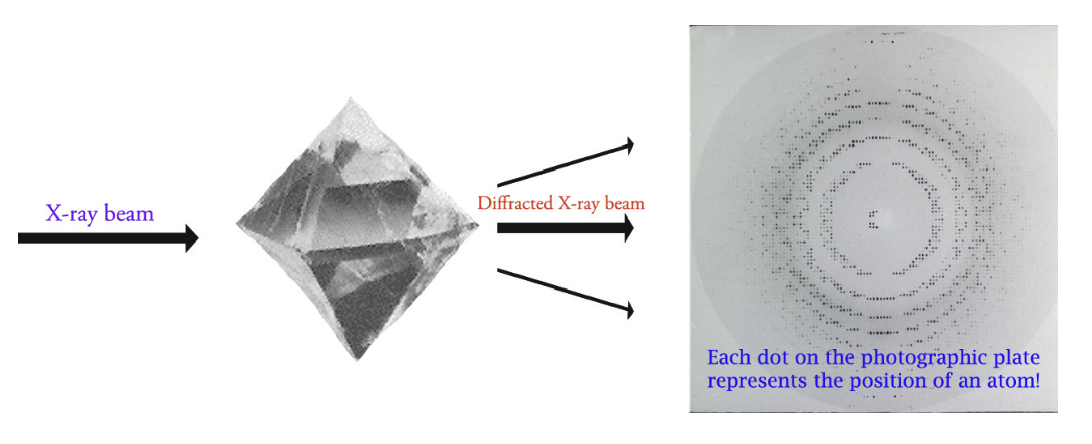 X-ray beam
Diffracted X-ray beam
Each dot on the photographic plate
represents the position of an atom!